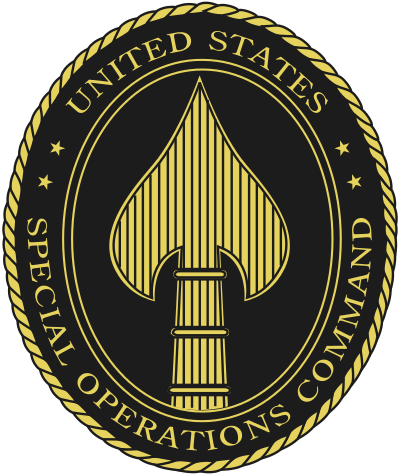 UNITED STATES
SPECIAL OPERATIONS COMMAND